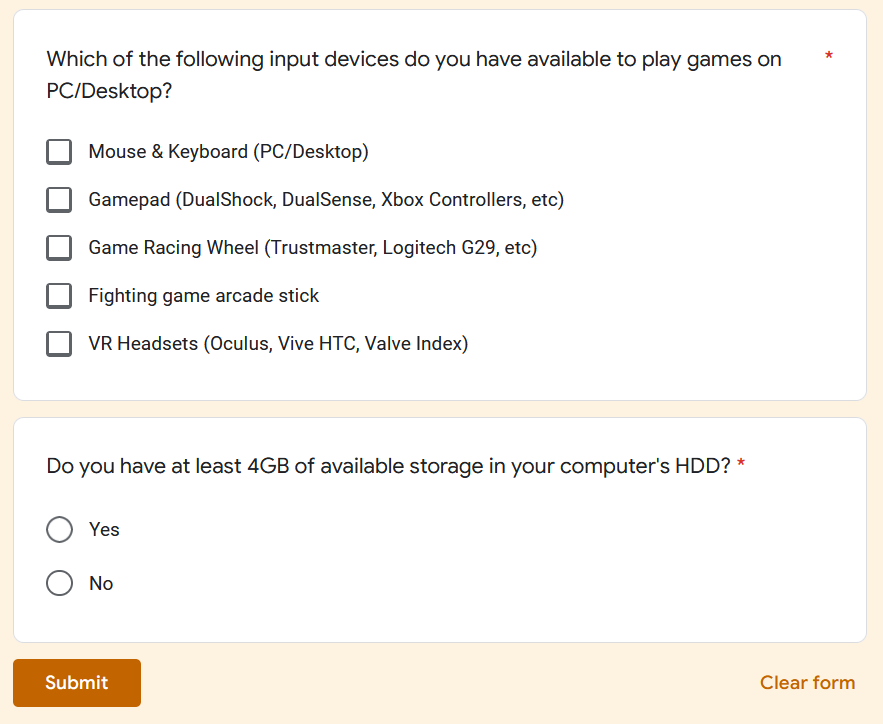 Which of the following input devices do you have available to play games on *
PC/Desktop?
Mouse & Keyboard (PC/Desktop)
Gamepad (DualShock, DualSense, Xbox Controllers, etc)
Game Racing Wheel (Trustmaster, Logitech G29, etc)
Fighting game arcade stick
VR Headsets (Oculus, Vive HTC, Valve Index)
Do you have at least 4GB of available storage in your computer's HDD? *
Yes
No
Submit
Clear form